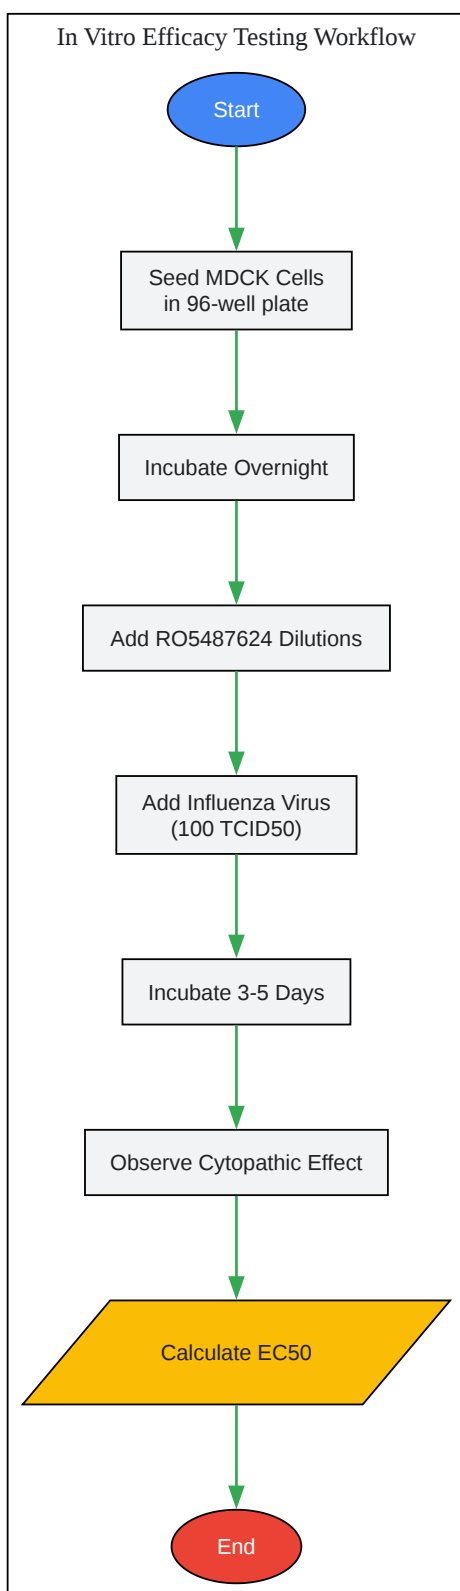 In Vitro Efficacy Testing Workflow
Start
Seed MDCK Cells
in 96-well plate
Incubate Overnight
Add RO5487624 Dilutions
Add Influenza Virus
(100 TCID50)
Incubate 3-5 Days
Observe Cytopathic Effect
Calculate EC50
End